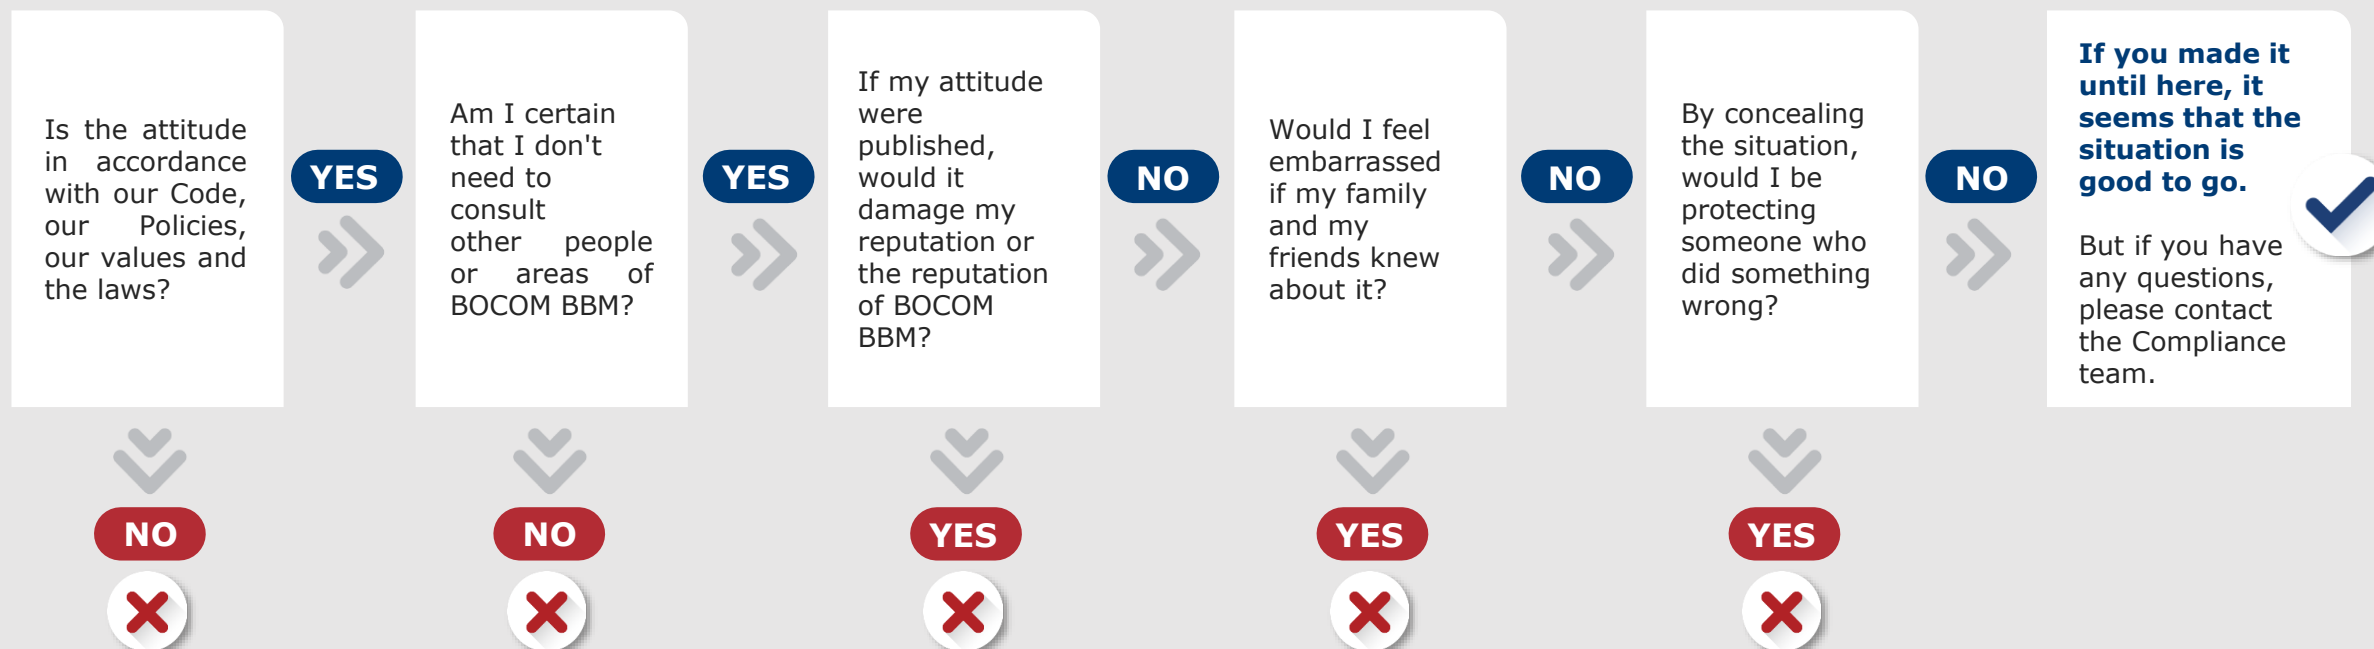 Is the attitude
in accordance
with our Code,
our Policies,
our values and
the laws?
YES
NO
Am I certain
that I don't
need to
consult
other people
or areas of
BOCOM BBM?
YES
NO
If my attitude
were
published,
would it
damage my
reputation or
the reputation
of BOCOM
BBM?
NO
YES
Would I feel
embarrassed
if my family
and my
friends knew
about it?
NO
YES
By concealing
the situation,
would I be
protecting
someone who
did something
wrong?
NO
YES
If you made it
until here, it
seems that the
situation is
good to go.
But if you have
any questions,
please contact
the Compliance
team.